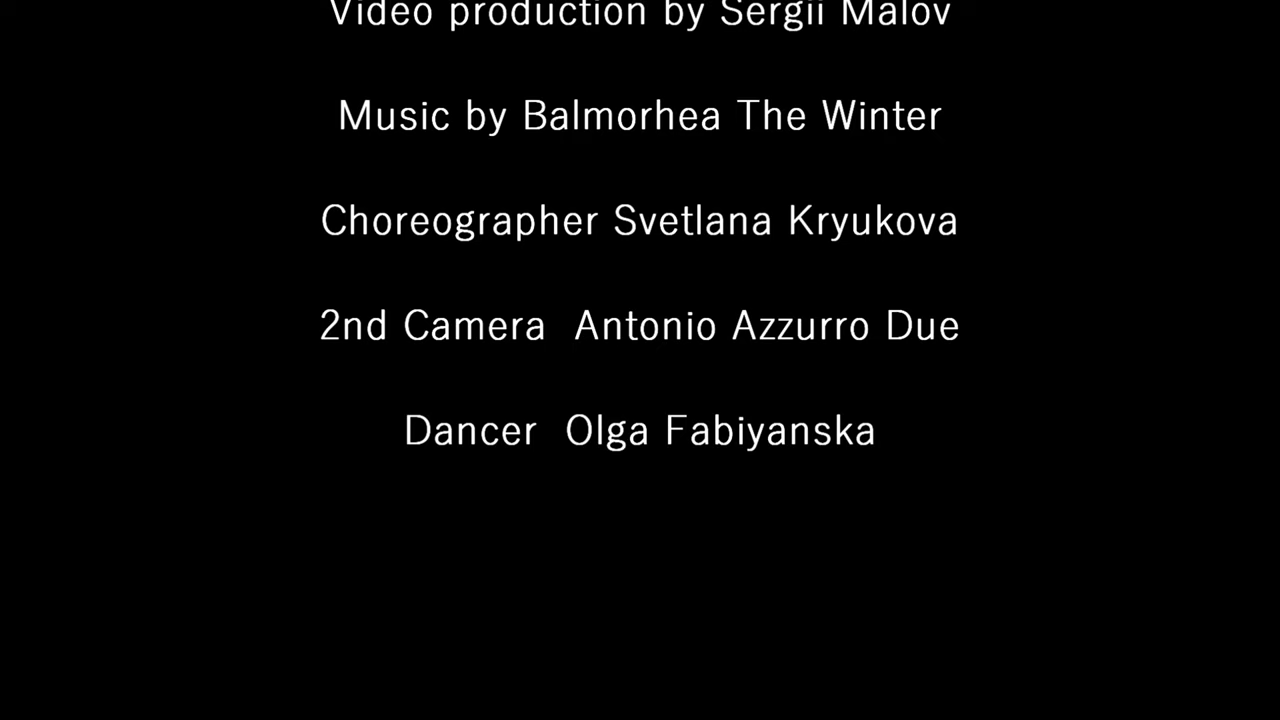 Video production by Sergii Malov
Music by Balmorhea The Winter
Choreographer Svetlana Kryukova
2nd Camera  Antonio Azzurro Due
Dancer  Olga Fabiyanska